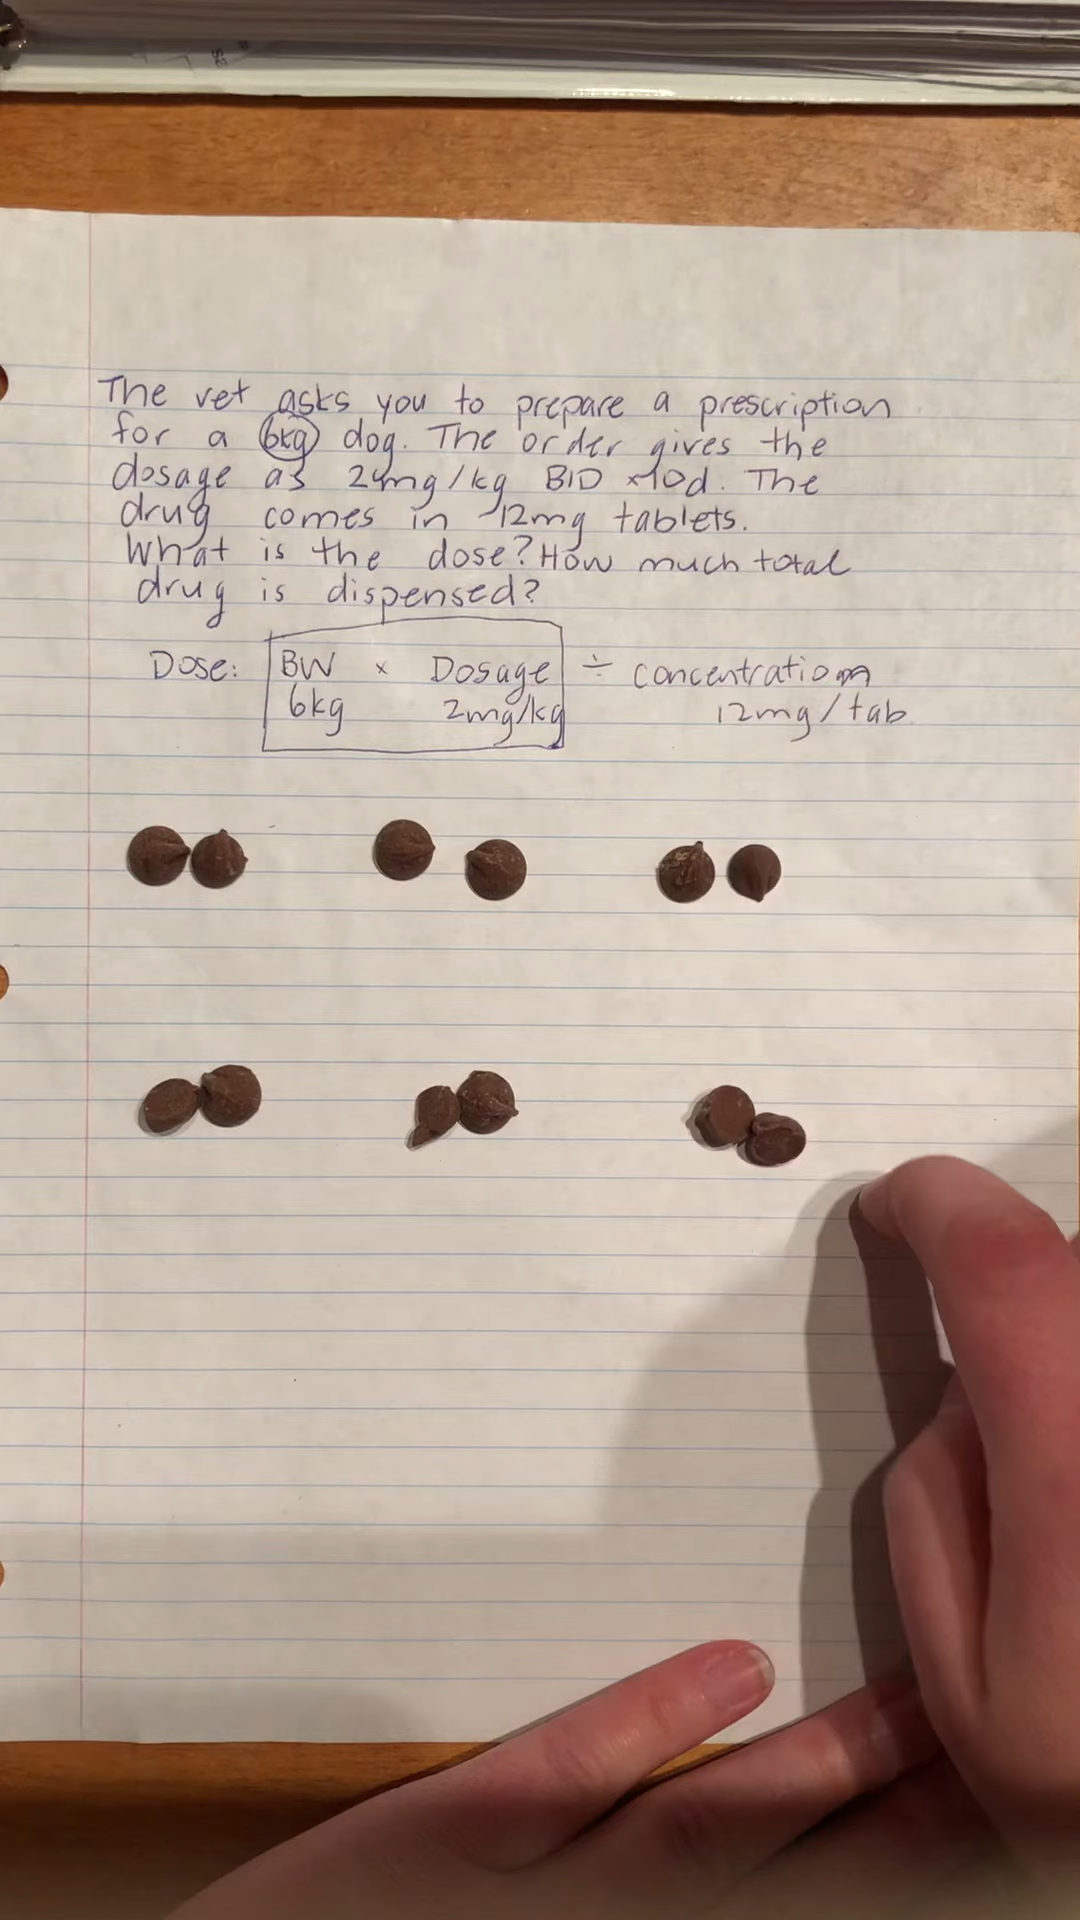 The vet asks you to prepare a prescription
for a 6kg dog. The order gives the
dosage as 24mg/kg BID x10d. The
drug comes in 12mg tablets.
What is the dose? How much total
drug is dispensed?
Dose: BW x Dosage ÷ concentration
6kg 2mg/kg 12mg/tab